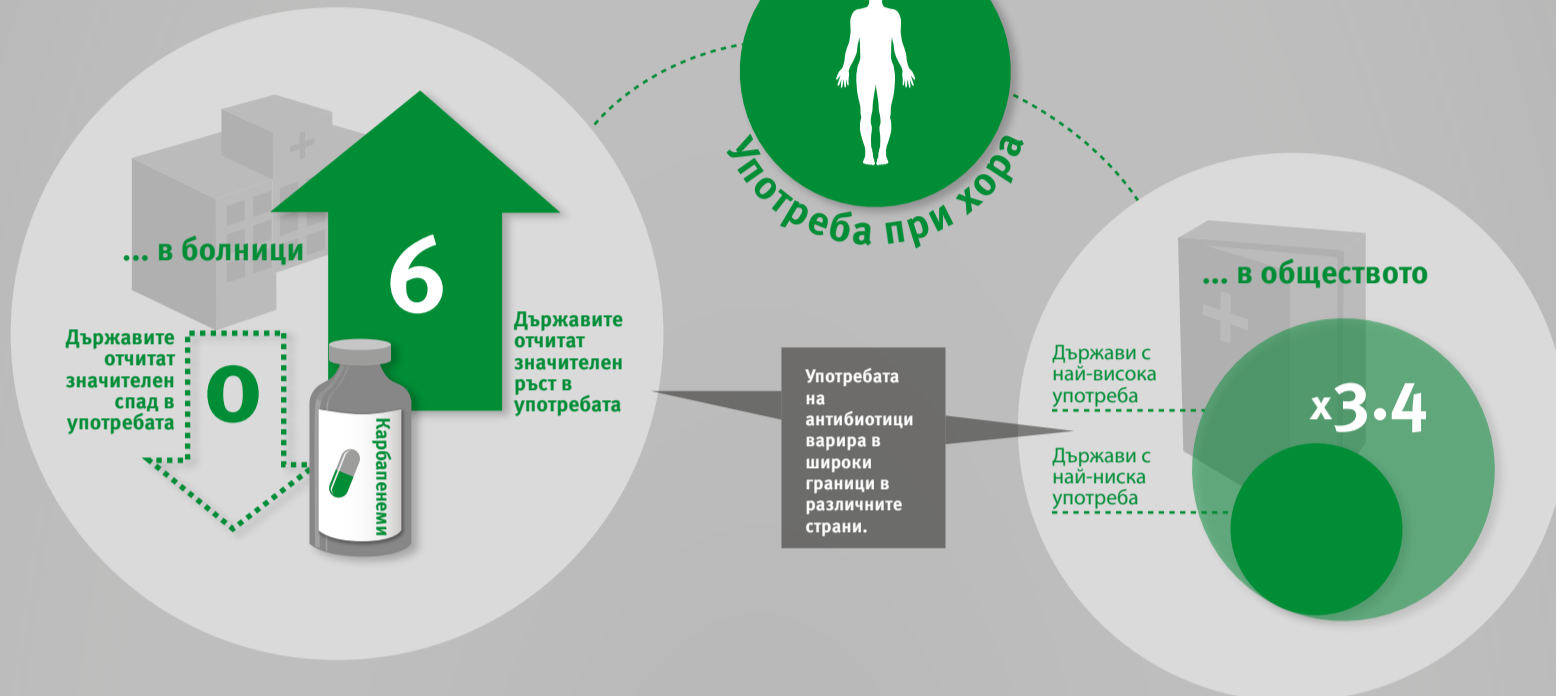 Употреба при хора
... в болници
6
Държавите
отчитат
значителен
ръст в
употребата
Държавите
отчитат
значителен
спад в
употребата
0
Карбапенеми
Употребата
на
антибиотици
варира в
широки
граници в
различните
страни.
... в обществото
Държави с
най-висока
употреба
x3.4
Държави с
най-ниска
употреба